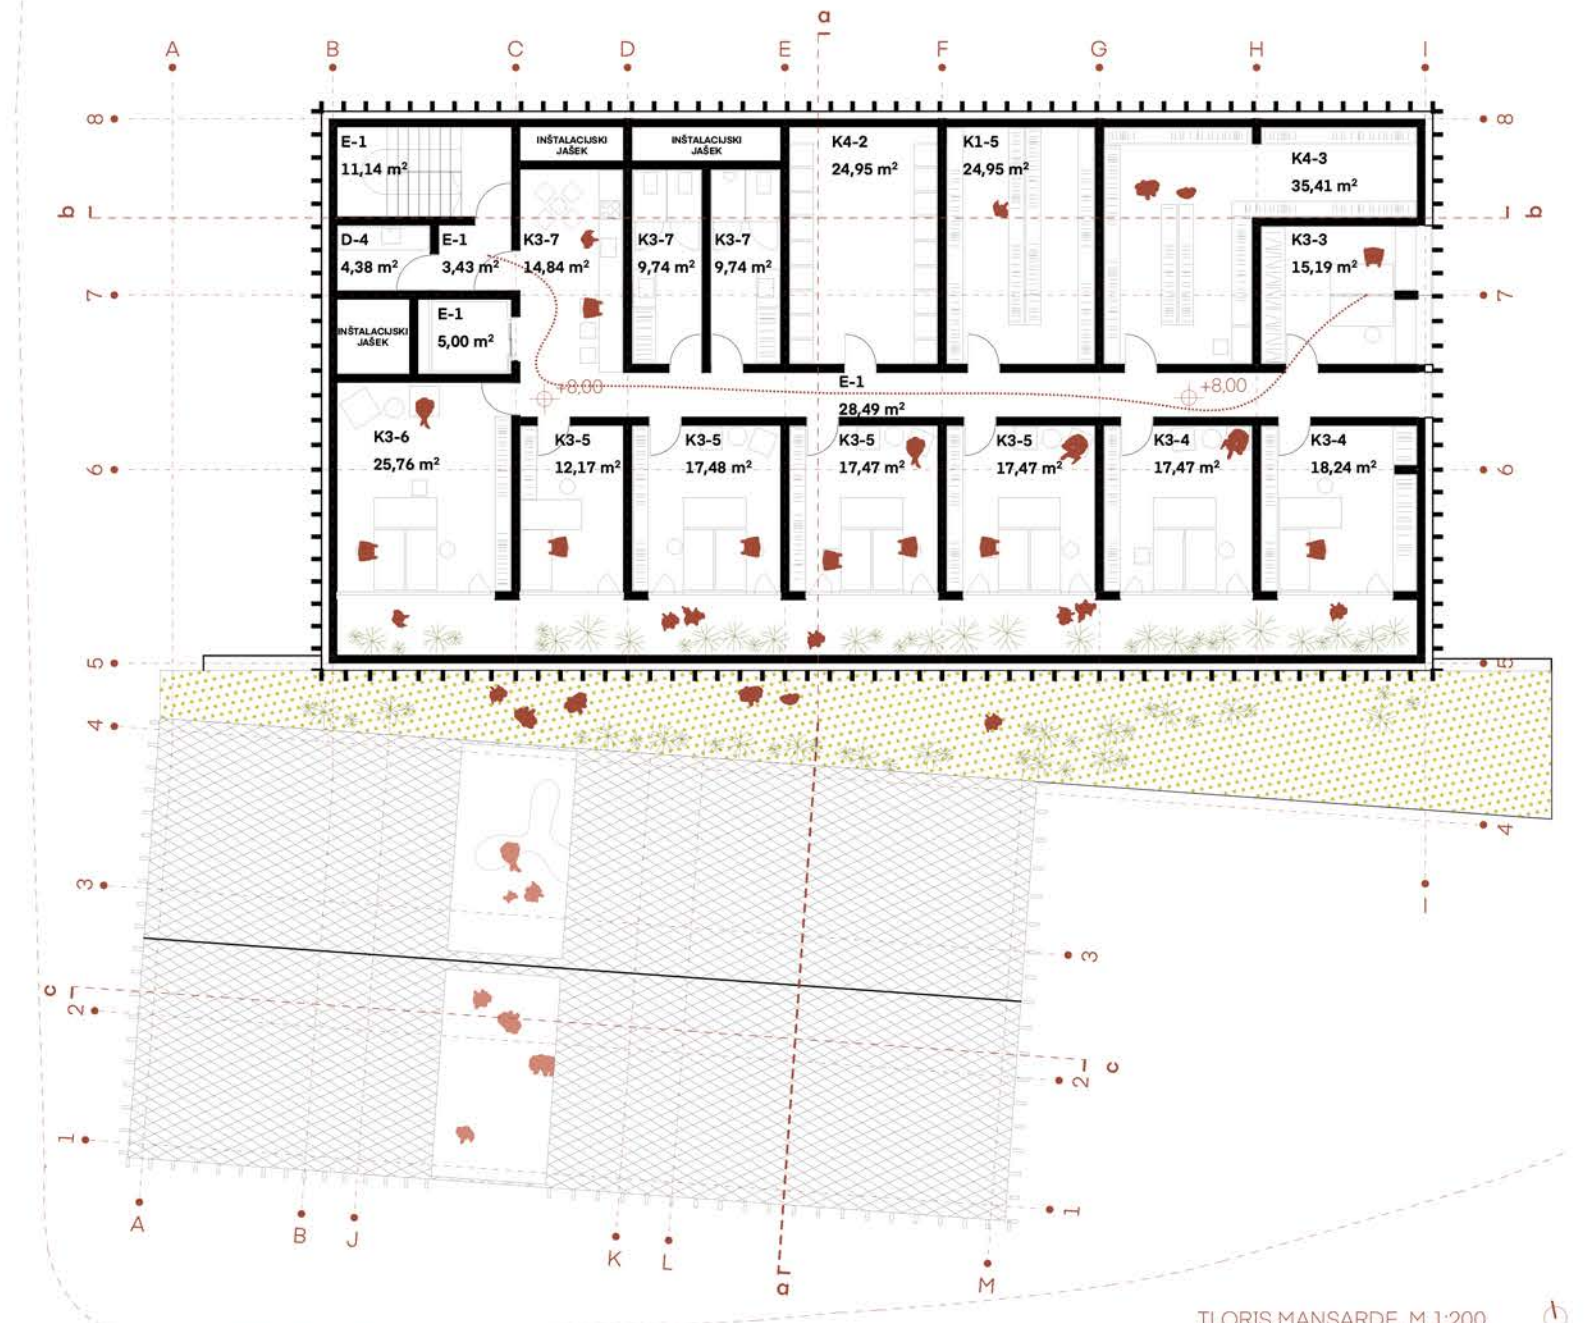 a
A B C D E F G H I
8 8
E-1
11,14 m²
INŠTALACIJSKI
JAŠEK
INŠTALACIJSKI
JAŠEK
K4-2
24,95 m²
K1-5
24,95 m²
K4-3
35,41 m²
b b
D-4
4,38 m²
E-1
3,43 m²
K3-7
14,84 m²
K3-7
9,74 m²
K3-7
9,74 m²
K3-3
15,19 m²
7 7
INŠTALACIJSKI
JAŠEK
E-1
5,00 m²
+8,00
E-1
28,49 m²
+8,00
K3-6
25,76 m²
K3-5
12,17 m²
K3-5
17,48 m²
K3-5
17,47 m²
K3-5
17,47 m²
K3-4
17,47 m²
K3-4
18,24 m²
6 6
5 5
4 4
3 3
I
c c
2 2
1 1
A B J K L M
a
TLORIS MANSARDE M 1:200